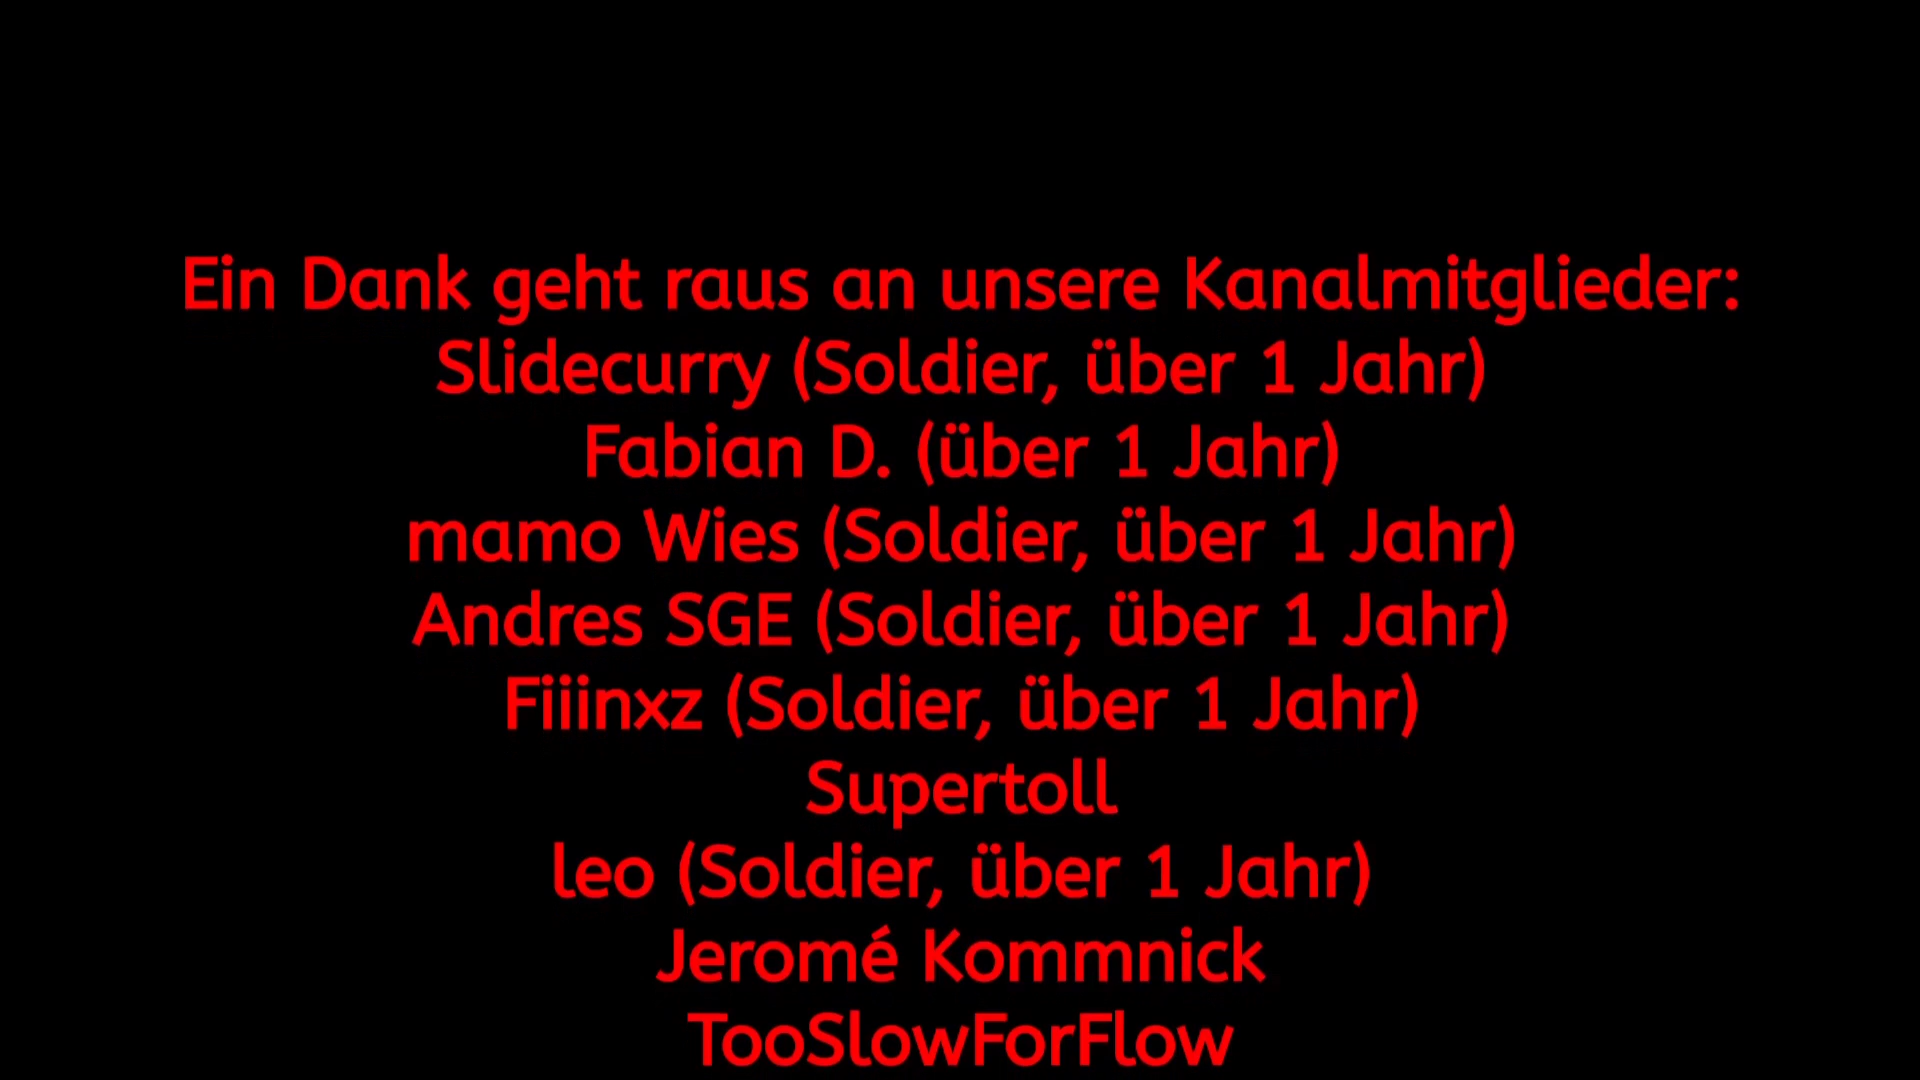 Ein Dank geht raus an unsere Kanalmitglieder:
Slidecurry (Soldier, über 1 Jahr)
Fabian D. (über 1 Jahr)
mamo Wies (Soldier, über 1 Jahr)
Andres SGE (Soldier, über 1 Jahr)
Fiiinxz (Soldier, über 1 Jahr)
Supertoll
leo (Soldier, über 1 Jahr)
Jeromé Kommnick
TooSlowForFlow